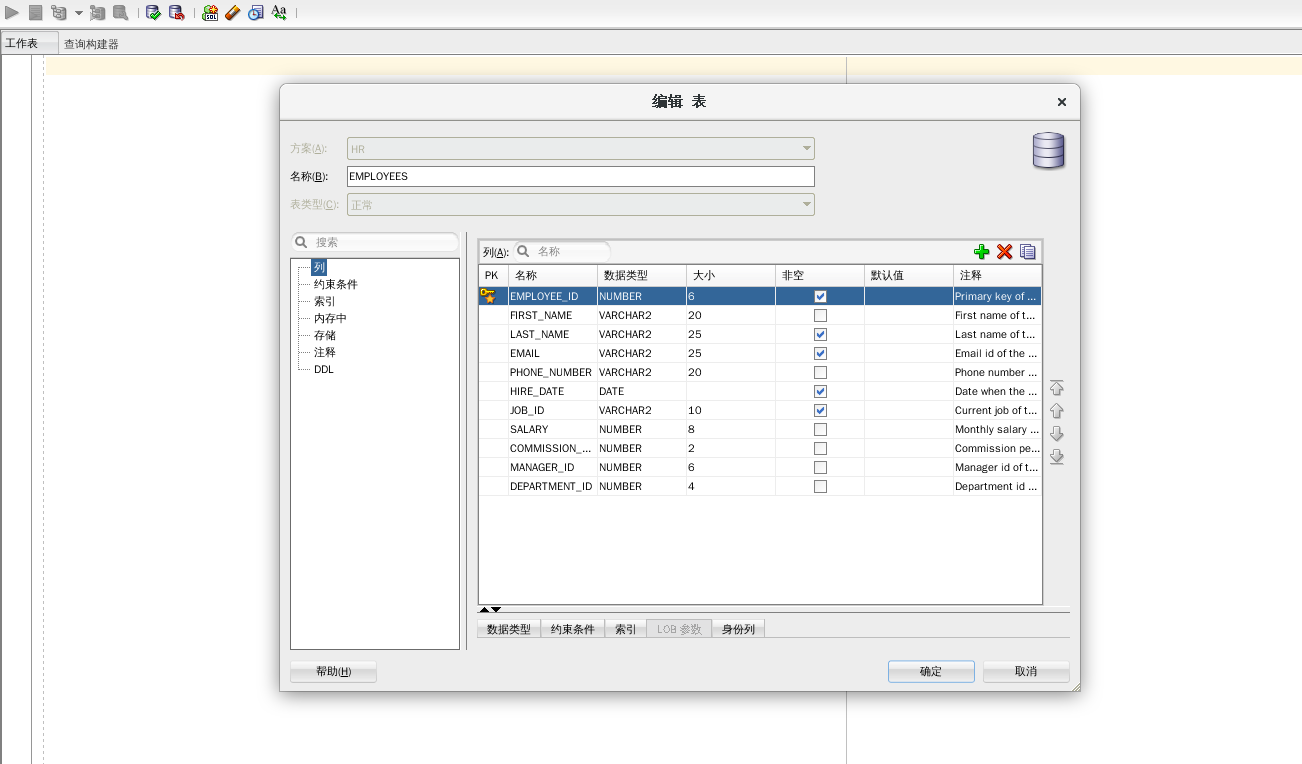 SQL Aa
工作表 查询构建器
编辑 表
方案(A): HR
名称(B): EMPLOYEES
表类型(C): 正常
搜索
列
约束条件
索引
内存中
存储
注释
DDL
列(A): 名称
PK 名称 数据类型 大小 非空 默认值 注释
EMPLOYEE_ID NUMBER 6 Primary key of ...
FIRST_NAME VARCHAR2 20 First name of t...
LAST_NAME VARCHAR2 25 Last name of t...
EMAIL VARCHAR2 25 Email id of the ...
PHONE_NUMBER VARCHAR2 20 Phone number ...
HIRE_DATE DATE Date when the ...
JOB_ID VARCHAR2 10 Current job of t...
SALARY NUMBER 8 Monthly salary ...
COMMISSION_... NUMBER 2 Commission pe...
MANAGER_ID NUMBER 6 Manager id of t...
DEPARTMENT_ID NUMBER 4 Department id ...
数据类型 约束条件 索引 LOB 参数 身份列
帮助(H) 确定 取消